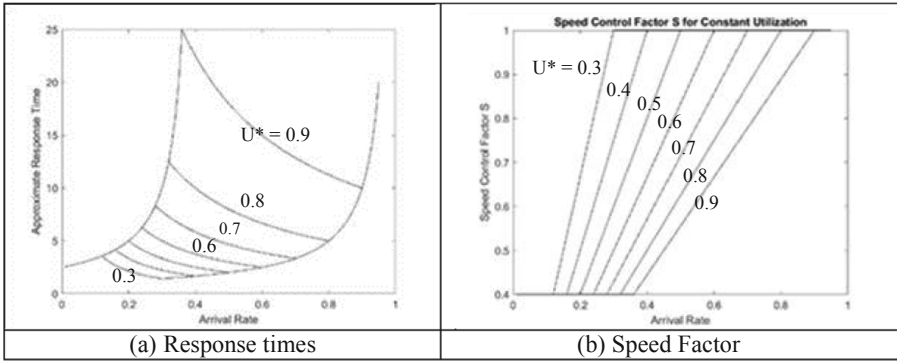 25
20
15
10
5
0
Approximate Response Time
U* = 0.9
0.8
0.7
0.6
0.3
0 0.2 0.4 0.6 0.8 1
Arrival Rate
(a) Response times
Speed Control Factor S for Constant Utilization
1
0.9
0.8
0.7
0.6
0.5
0.4
Speed Control Factor S
U* = 0.3
0.4
0.5
0.6
0.7
0.8
0.9
0 0.2 0.4 0.6 0.8 1
Arrival Rate
(b) Speed Factor